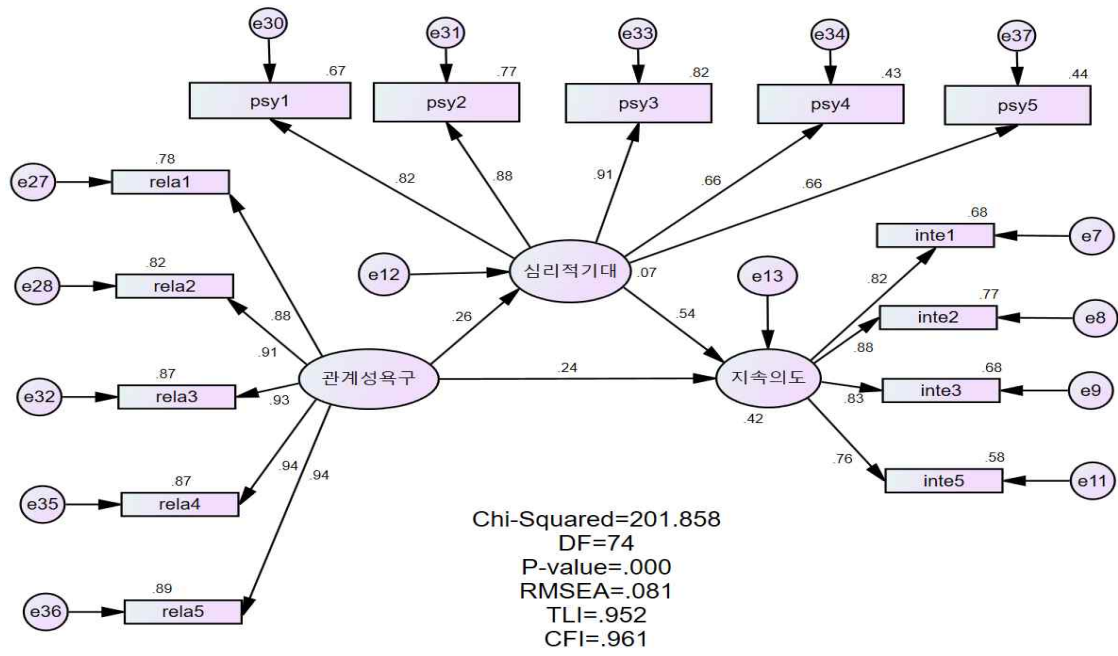 e30
e31
e33
e34
e37
.67
.77
.82
.43
.44
psy1
psy2
psy3
psy4
psy5
.82
.88
.91
.66
.66
e27
.78
rela1
e28
.82
rela2
e32
.87
rela3
e35
.87
rela4
e36
.89
rela5
.88
.91
.93
.94
.94
관계성욕구
e12
.26
심리적기대
.07
.54
.24
e13
지속의도
.42
.82
.88
.83
.76
.68
inte1
e7
.77
inte2
e8
.68
inte3
e9
.58
inte5
e11
Chi-Squared=201.858
DF=74
P-value=.000
RMSEA=.081
TLI=.952
CFI=.961